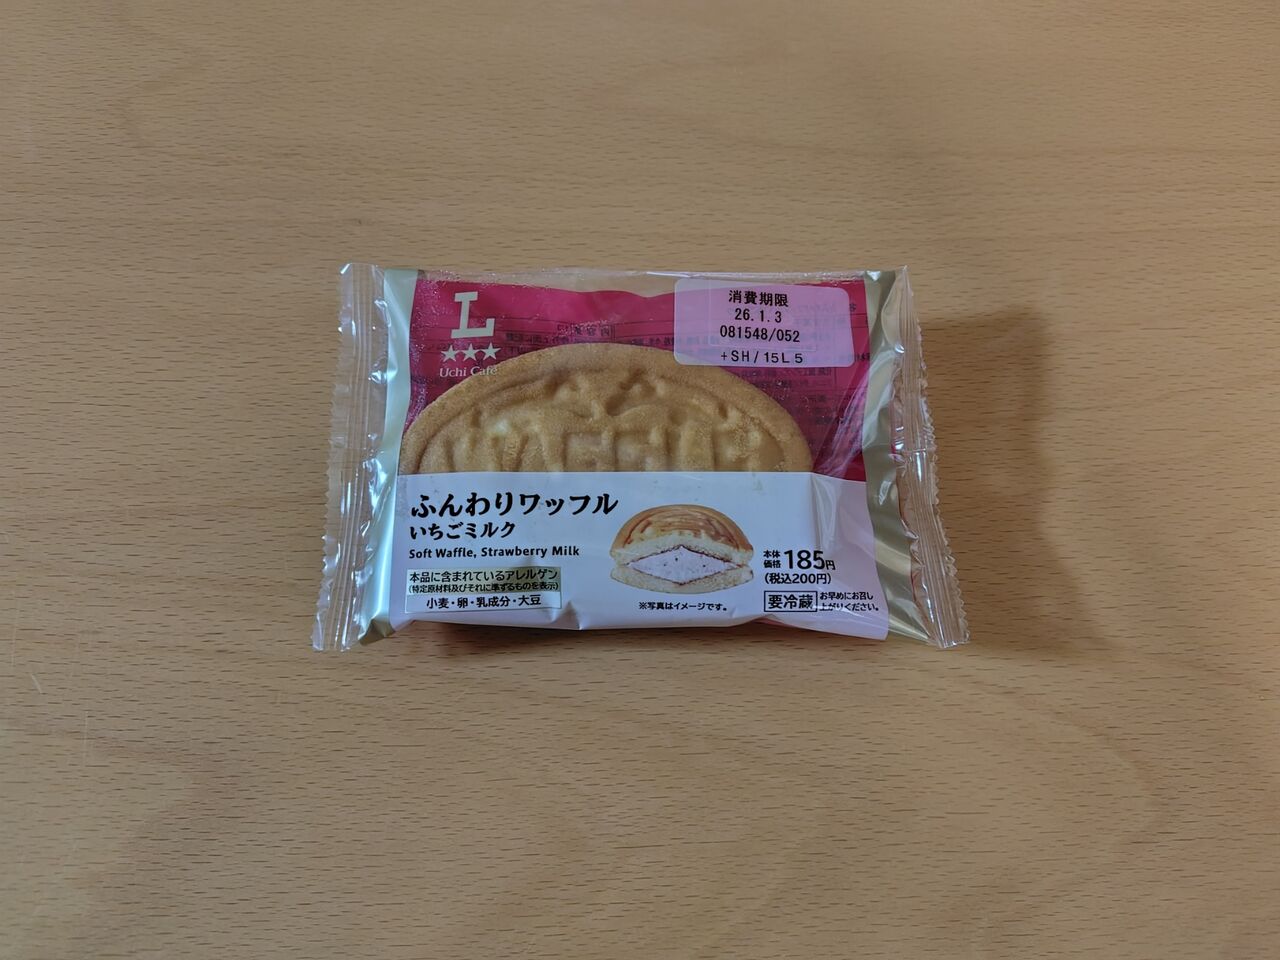 L
★★★
Uchi Café
消費期限
26.1.3
081548/052
+SH/15L5
ふんわりワッフル
いちごミルク
Soft Waffle, Strawberry Milk
本品に含まれているアレルゲン
(特定原材料及びそれに準ずるものを表示)
小麦・卵・乳成分・大豆
※写真はイメージです。
本体価格 185円
(税込200円)
要冷蔵 お早めにお召し上がりください。